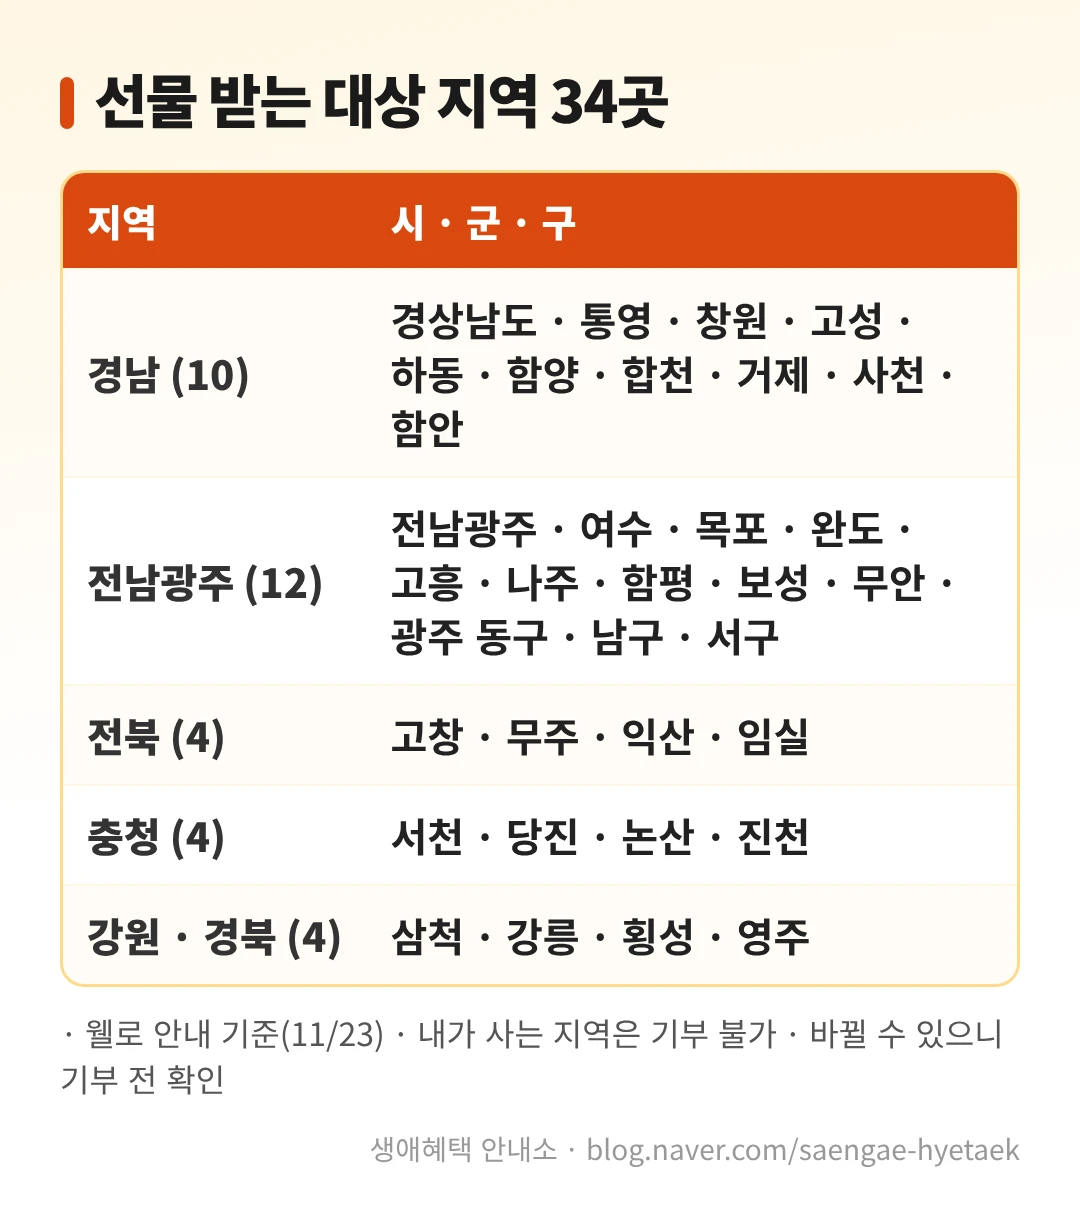 선물 받는 대상 지역 34곳
지역
시 · 군 · 구
경남 (10)
경상남도 · 통영 · 창원 · 고성 ·
하동 · 함양 · 합천 · 거제 · 사천 ·
함안
전남광주 (12)
전남광주 · 여수 · 목포 · 완도 ·
고흥 · 나주 · 함평 · 보성 · 무안 ·
광주 동구 · 남구 · 서구
전북 (4)
고창 · 무주 · 익산 · 임실
충청 (4)
서천 · 당진 · 논산 · 진천
강원 · 경북 (4)
삼척 · 강릉 · 횡성 · 영주
· 웰로 안내 기준(11/23) · 내가 사는 지역은 기부 불가 · 바뀔 수 있으니
기부 전 확인
생애혜택 안내소 · blog.naver.com/saengae-hyetaek